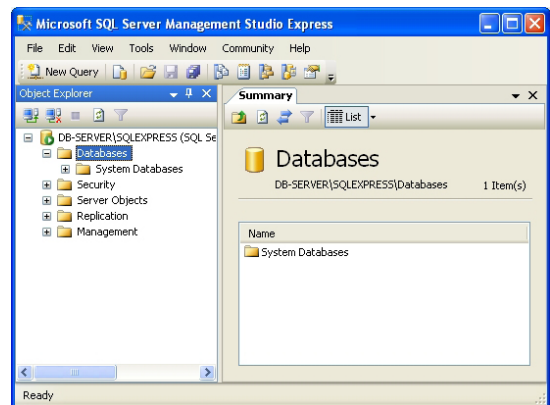 Microsoft SQL Server Management Studio Express
File Edit View Tools Window Community Help
New Query
Object Explorer
Summary
List
DB-SERVER\SQLEXPRESS (SQL Se
Databases
System Databases
Security
Server Objects
Replication
Management
Databases
DB-SERVER\SQLEXPRESS\Databases 1 Item(s)
Name
System Databases
Ready